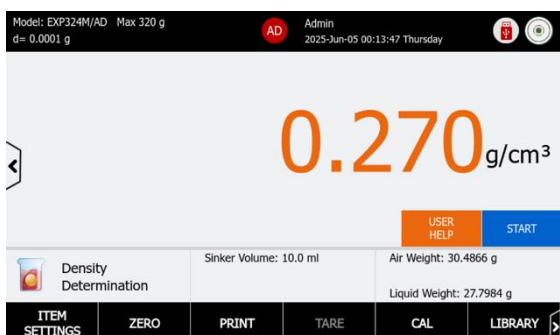 Model: EXP324M/AD Max 320 g
d= 0.0001 g
AD
Admin
2025-Jun-05 00:13:47 Thursday
0.270 g/cm³
USER
HELP
START
Density
Determination
Sinker Volume: 10.0 ml
Air Weight: 30.4866 g
Liquid Weight: 27.7984 g
ITEM
SETTINGS
ZERO
PRINT
TARE
CAL
LIBRARY